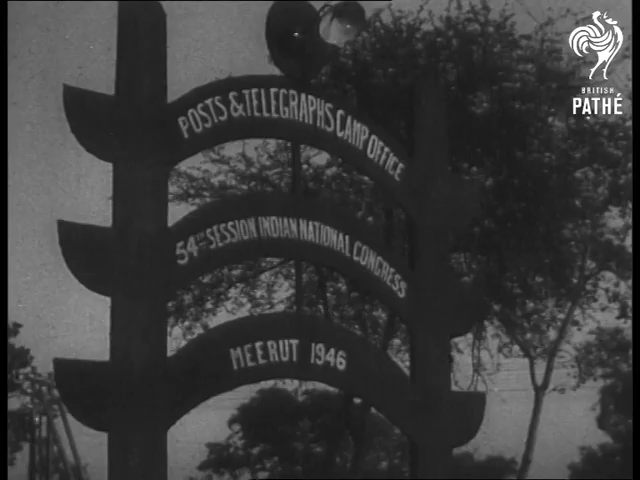 BRITISH
PATHÉ
POSTS & TELEGRAPHS CAMP OFFICE
54TH SESSION INDIAN NATIONAL CONGRESS
MEERUT 1946